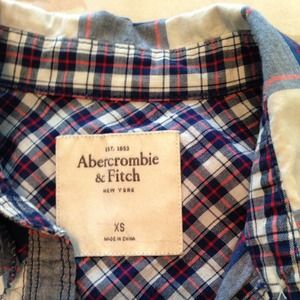 EST. 1892
Abercrombie
& Fitch
NEW YORK
XS
MADE IN CHINA